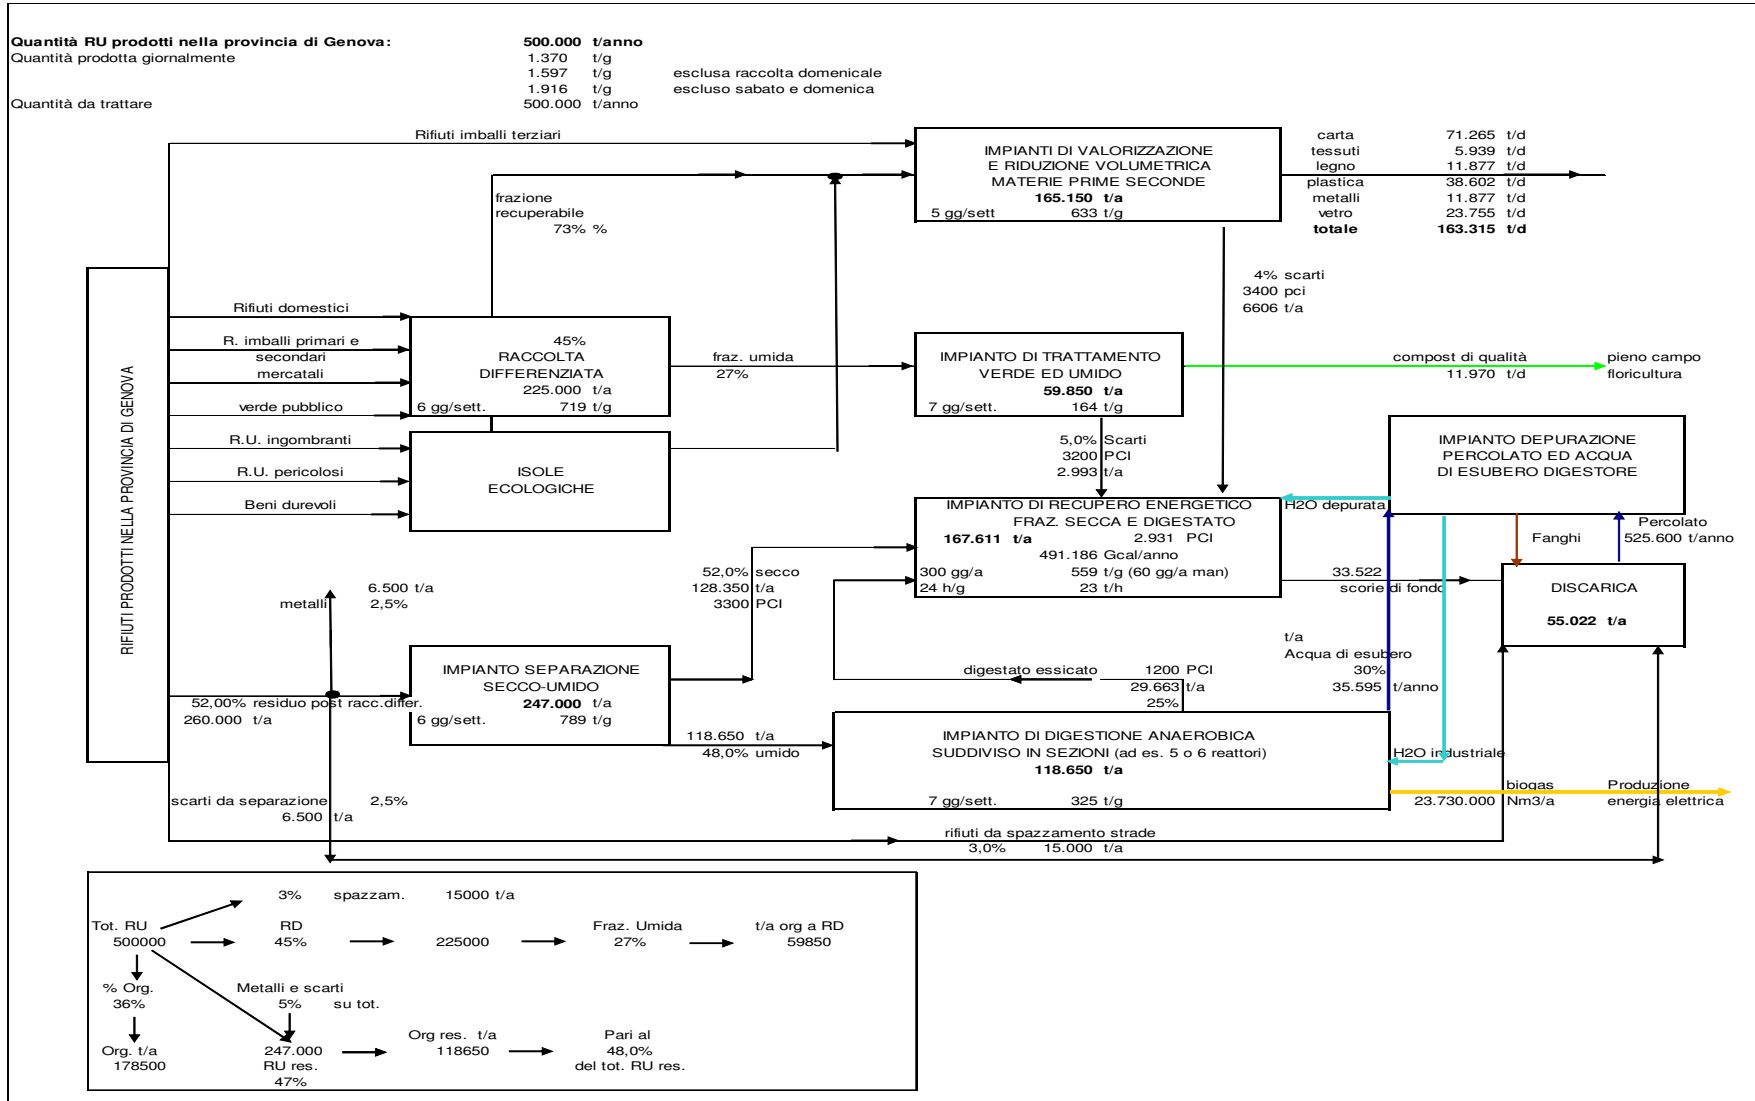 Quantità RU prodotti nella provincia di Genova: 500.000 t/anno
Quantità prodotta giornalmente 1.370 t/g
1.597 t/g esclusa raccolta domenicale
1.916 t/g escluso sabato e domenica
Quantità da trattare 500.000 t/anno
Rifiuti imballi terziari
IMPIANTI DI VALORIZZAZIONE
E RIDUZIONE VOLUMETRICA
MATERIE PRIME SECONDE
165.150 t/a
5 gg/sett 633 t/g
carta 71.265 t/d
tessuti 5.939 t/d
legno 11.877 t/d
plastica 38.602 t/d
metalli 11.877 t/d
vetro 23.755 t/d
totale 163.315 t/d
frazione
recuperabile
73% %
4% scarti
3400 pci
6606 t/a
RIFIUTI PRODOTTI NELLA PROVINCIA DI GENOVA
Rifiuti domestici
R. imballi primari e
secondari
mercatali
verde pubblico
R.U. ingombranti
R.U. pericolosi
Beni durevoli
45%
RACCOLTA
DIFFERENZIATA
225.000 t/a
6 gg/sett. 719 t/g
ISOLE
ECOLOGICHE
fraz. umida
27%
IMPIANTO DI TRATTAMENTO
VERDE ED UMIDO
59.850 t/a
7 gg/sett. 164 t/g
compost di qualità
11.970 t/d
pieno campo
floricultura
5,0% Scarti
3200 PCI
2.993 t/a
IMPIANTO DEPURAZIONE
PERCOLATO ED ACQUA
DI ESUBERO DIGESTORE
IMPIANTO DI RECUPERO ENERGETICO
FRAZ. SECCA E DIGESTATO
167.611 t/a 2.931 PCI
491.186 Gcal/anno
300 gg/a 559 t/g (60 gg/a man)
24 h/g 23 t/h
H2O depurata
Fanghi
Percolato
525.600 t/anno
33.522
scorie di fondo
DISCARICA
55.022 t/a
6.500 t/a
metalli 2,5%
52,0% secco
128.350 t/a
3300 PCI
IMPIANTO SEPARAZIONE
SECCO-UMIDO
247.000 t/a
6 gg/sett. 789 t/g
52,00% residuo post racc.differ.
260.000 t/a
digestato essicato 1200 PCI
29.663 t/a
25%
t/a
Acqua di esubero
30%
35.595 t/anno
118.650 t/a
48,0% umido
IMPIANTO DI DIGESTIONE ANAEROBICA
SUDDIVISO IN SEZIONI (ad es. 5 o 6 reattori)
118.650 t/a
7 gg/sett. 325 t/g
H2O industriale
biogas
23.730.000 Nm3/a
Produzione
energia elettrica
scarti da separazione 2,5%
6.500 t/a
rifiuti da spazzamento strade
3,0% 15.000 t/a
3% spazzam. 15000 t/a
Tot. RU RD Fraz. Umida t/a org a RD
500000 45% 225000 27% 59850
% Org. Metalli e scarti
36% 5% su tot.
Org res. t/a Pari al
Org. t/a 247.000 118650 48,0%
178500 RU res. del tot. RU res.
47%